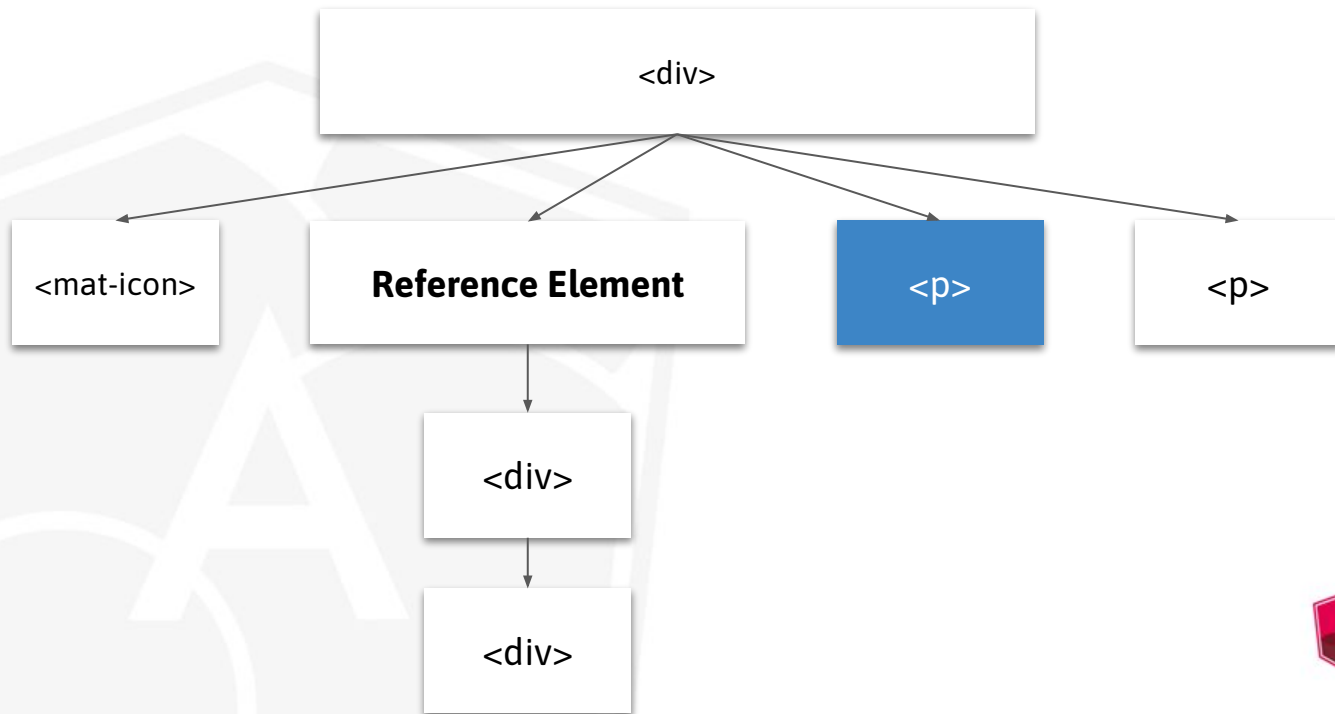 <div>
<mat-icon>
Reference Element
<p>
<p>
<div>
<div>